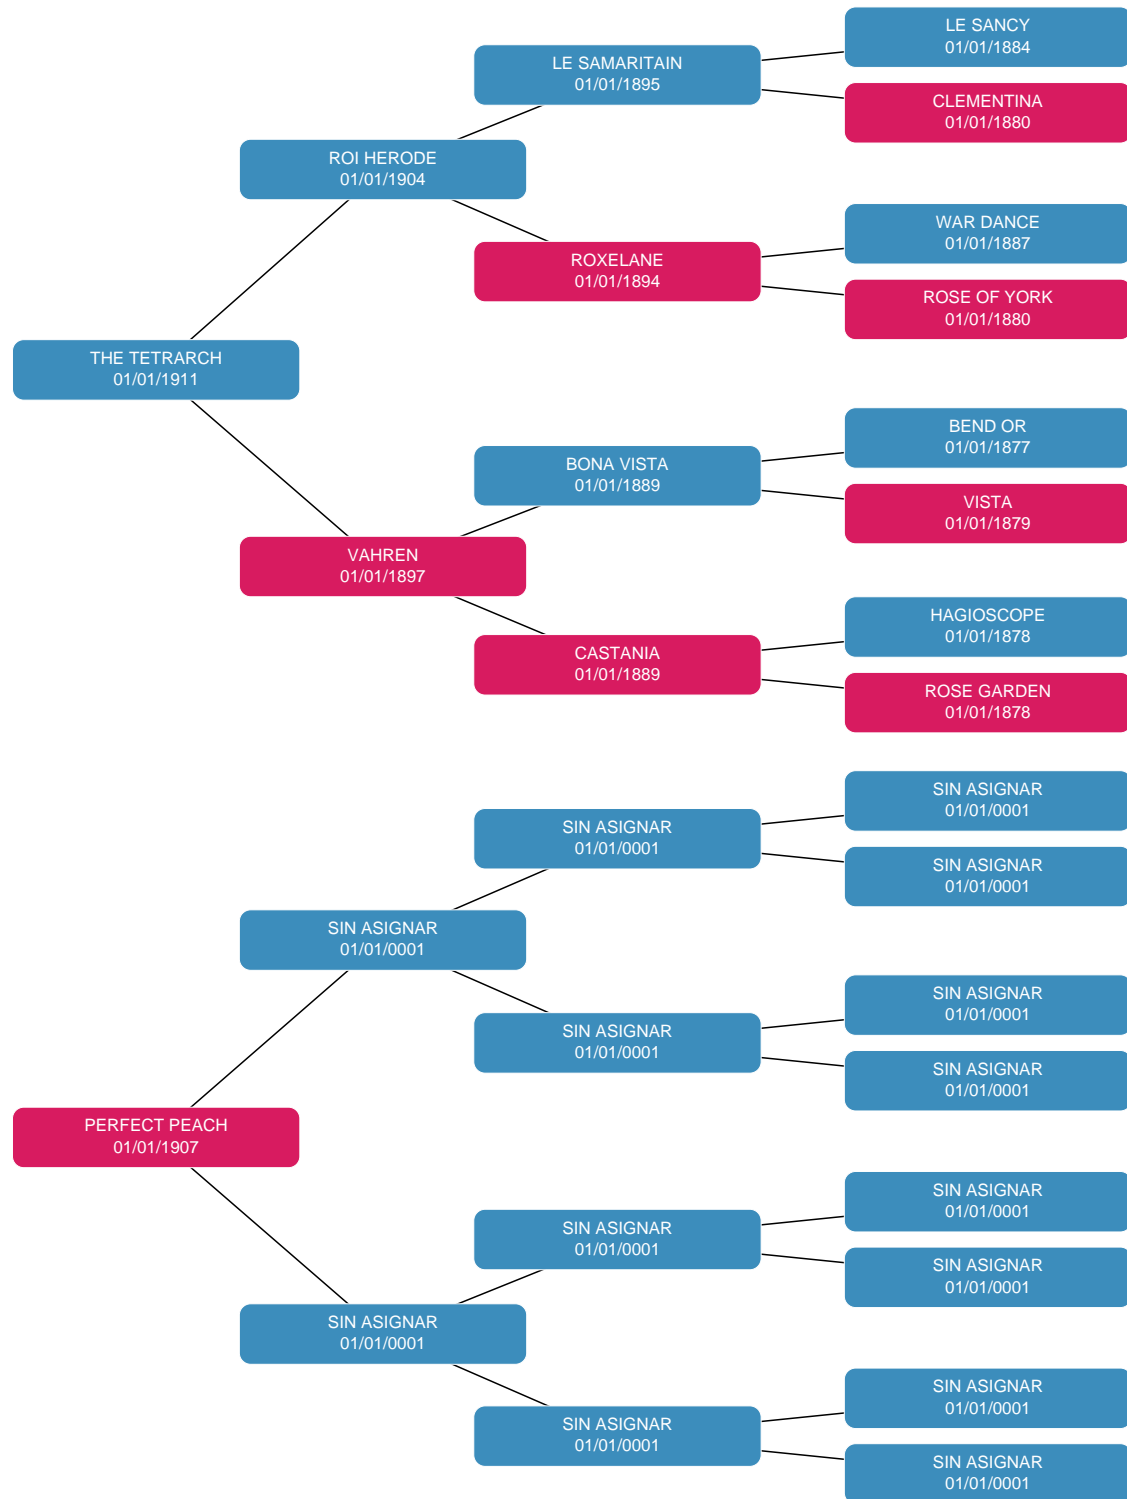 LE SANCY
01/01/1884
LE SAMARITAIN
01/01/1895
CLEMENTINA
01/01/1880
ROI HERODE
01/01/1904
WAR DANCE
01/01/1887
ROXELANE
01/01/1894
ROSE OF YORK
01/01/1880
THE TETRARCH
01/01/1911
BEND OR
01/01/1877
BONA VISTA
01/01/1889
VISTA
01/01/1879
VAHREN
01/01/1897
HAGIOSCOPE
01/01/1878
CASTANIA
01/01/1889
ROSE GARDEN
01/01/1878
SIN ASIGNAR
01/01/0001
SIN ASIGNAR
01/01/0001
SIN ASIGNAR
01/01/0001
SIN ASIGNAR
01/01/0001
SIN ASIGNAR
01/01/0001
SIN ASIGNAR
01/01/0001
SIN ASIGNAR
01/01/0001
PERFECT PEACH
01/01/1907
SIN ASIGNAR
01/01/0001
SIN ASIGNAR
01/01/0001
SIN ASIGNAR
01/01/0001
SIN ASIGNAR
01/01/0001
SIN ASIGNAR
01/01/0001
SIN ASIGNAR
01/01/0001
SIN ASIGNAR
01/01/0001